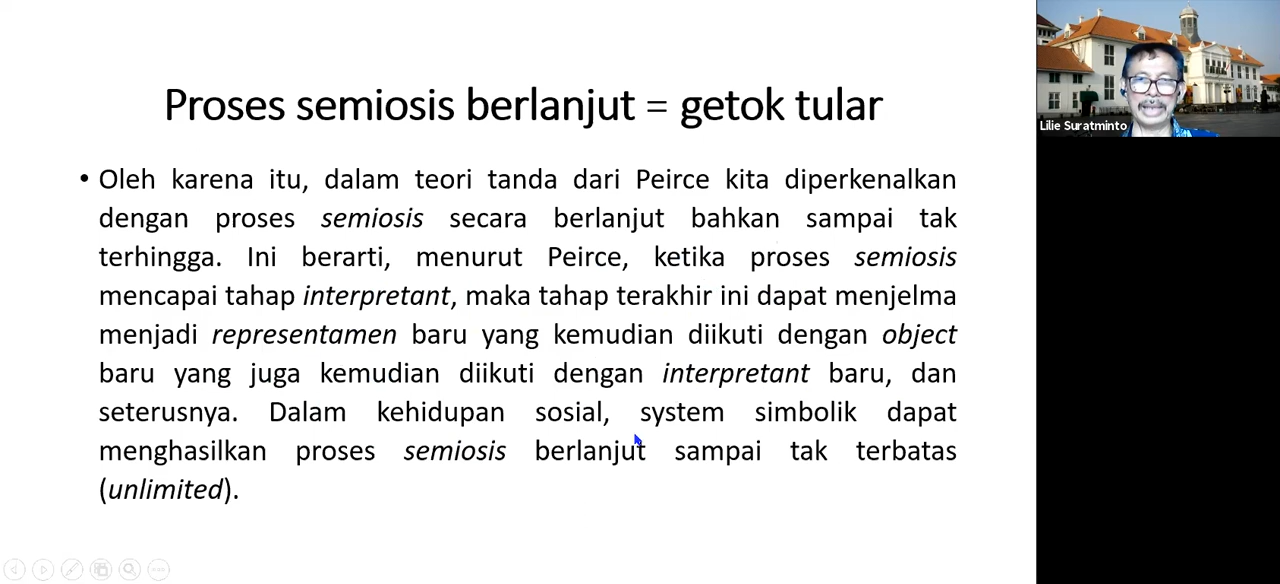 Proses semiosis berlanjut = getok tular
• Oleh karena itu, dalam teori tanda dari Peirce kita diperkenalkan
dengan proses semiosis secara berlanjut bahkan sampai tak
terhingga. Ini berarti, menurut Peirce, ketika proses semiosis
mencapai tahap interpretant, maka tahap terakhir ini dapat menjelma
menjadi representamen baru yang kemudian diikuti dengan object
baru yang juga kemudian diikuti dengan interpretant baru, dan
seterusnya. Dalam kehidupan sosial, system simbolik dapat
menghasilkan proses semiosis berlanjut sampai tak terbatas
(unlimited).
Lilie Suratminto